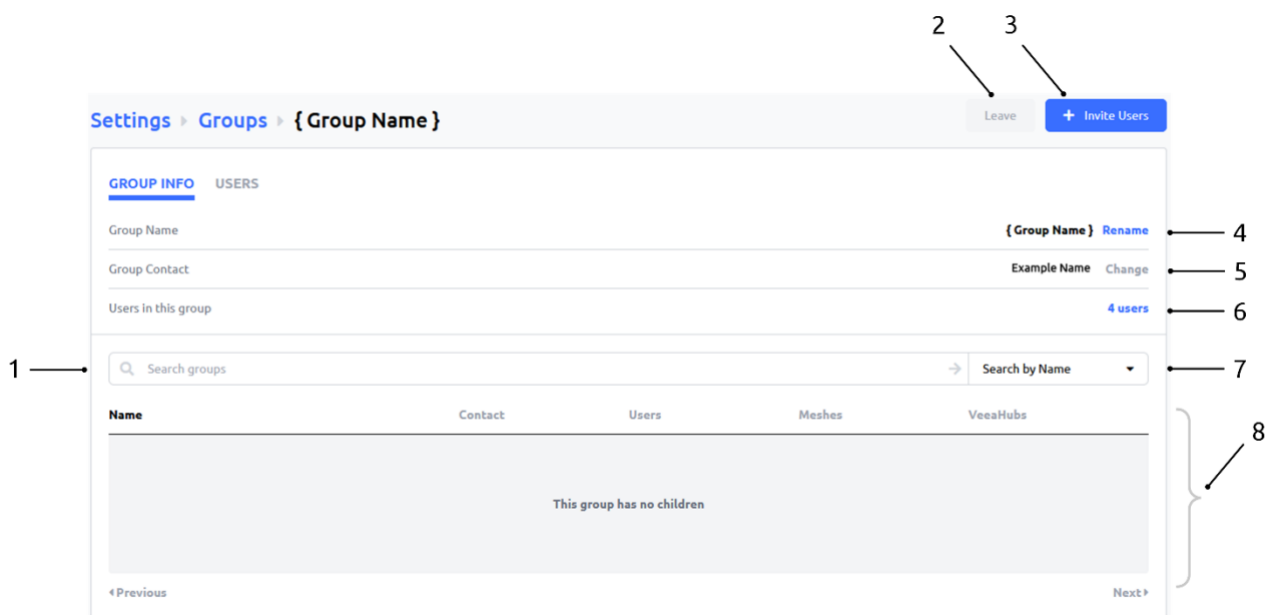 2 3
Settings Groups { Group Name }
Leave + Invite Users
GROUP INFO USERS
Group Name { Group Name } Rename 4
Group Contact Example Name Change 5
Users in this group 4 users 6
1 Search groups Search by Name 7
Name Contact Users Meshes VeeaHubs
8
This group has no children
Previous Next